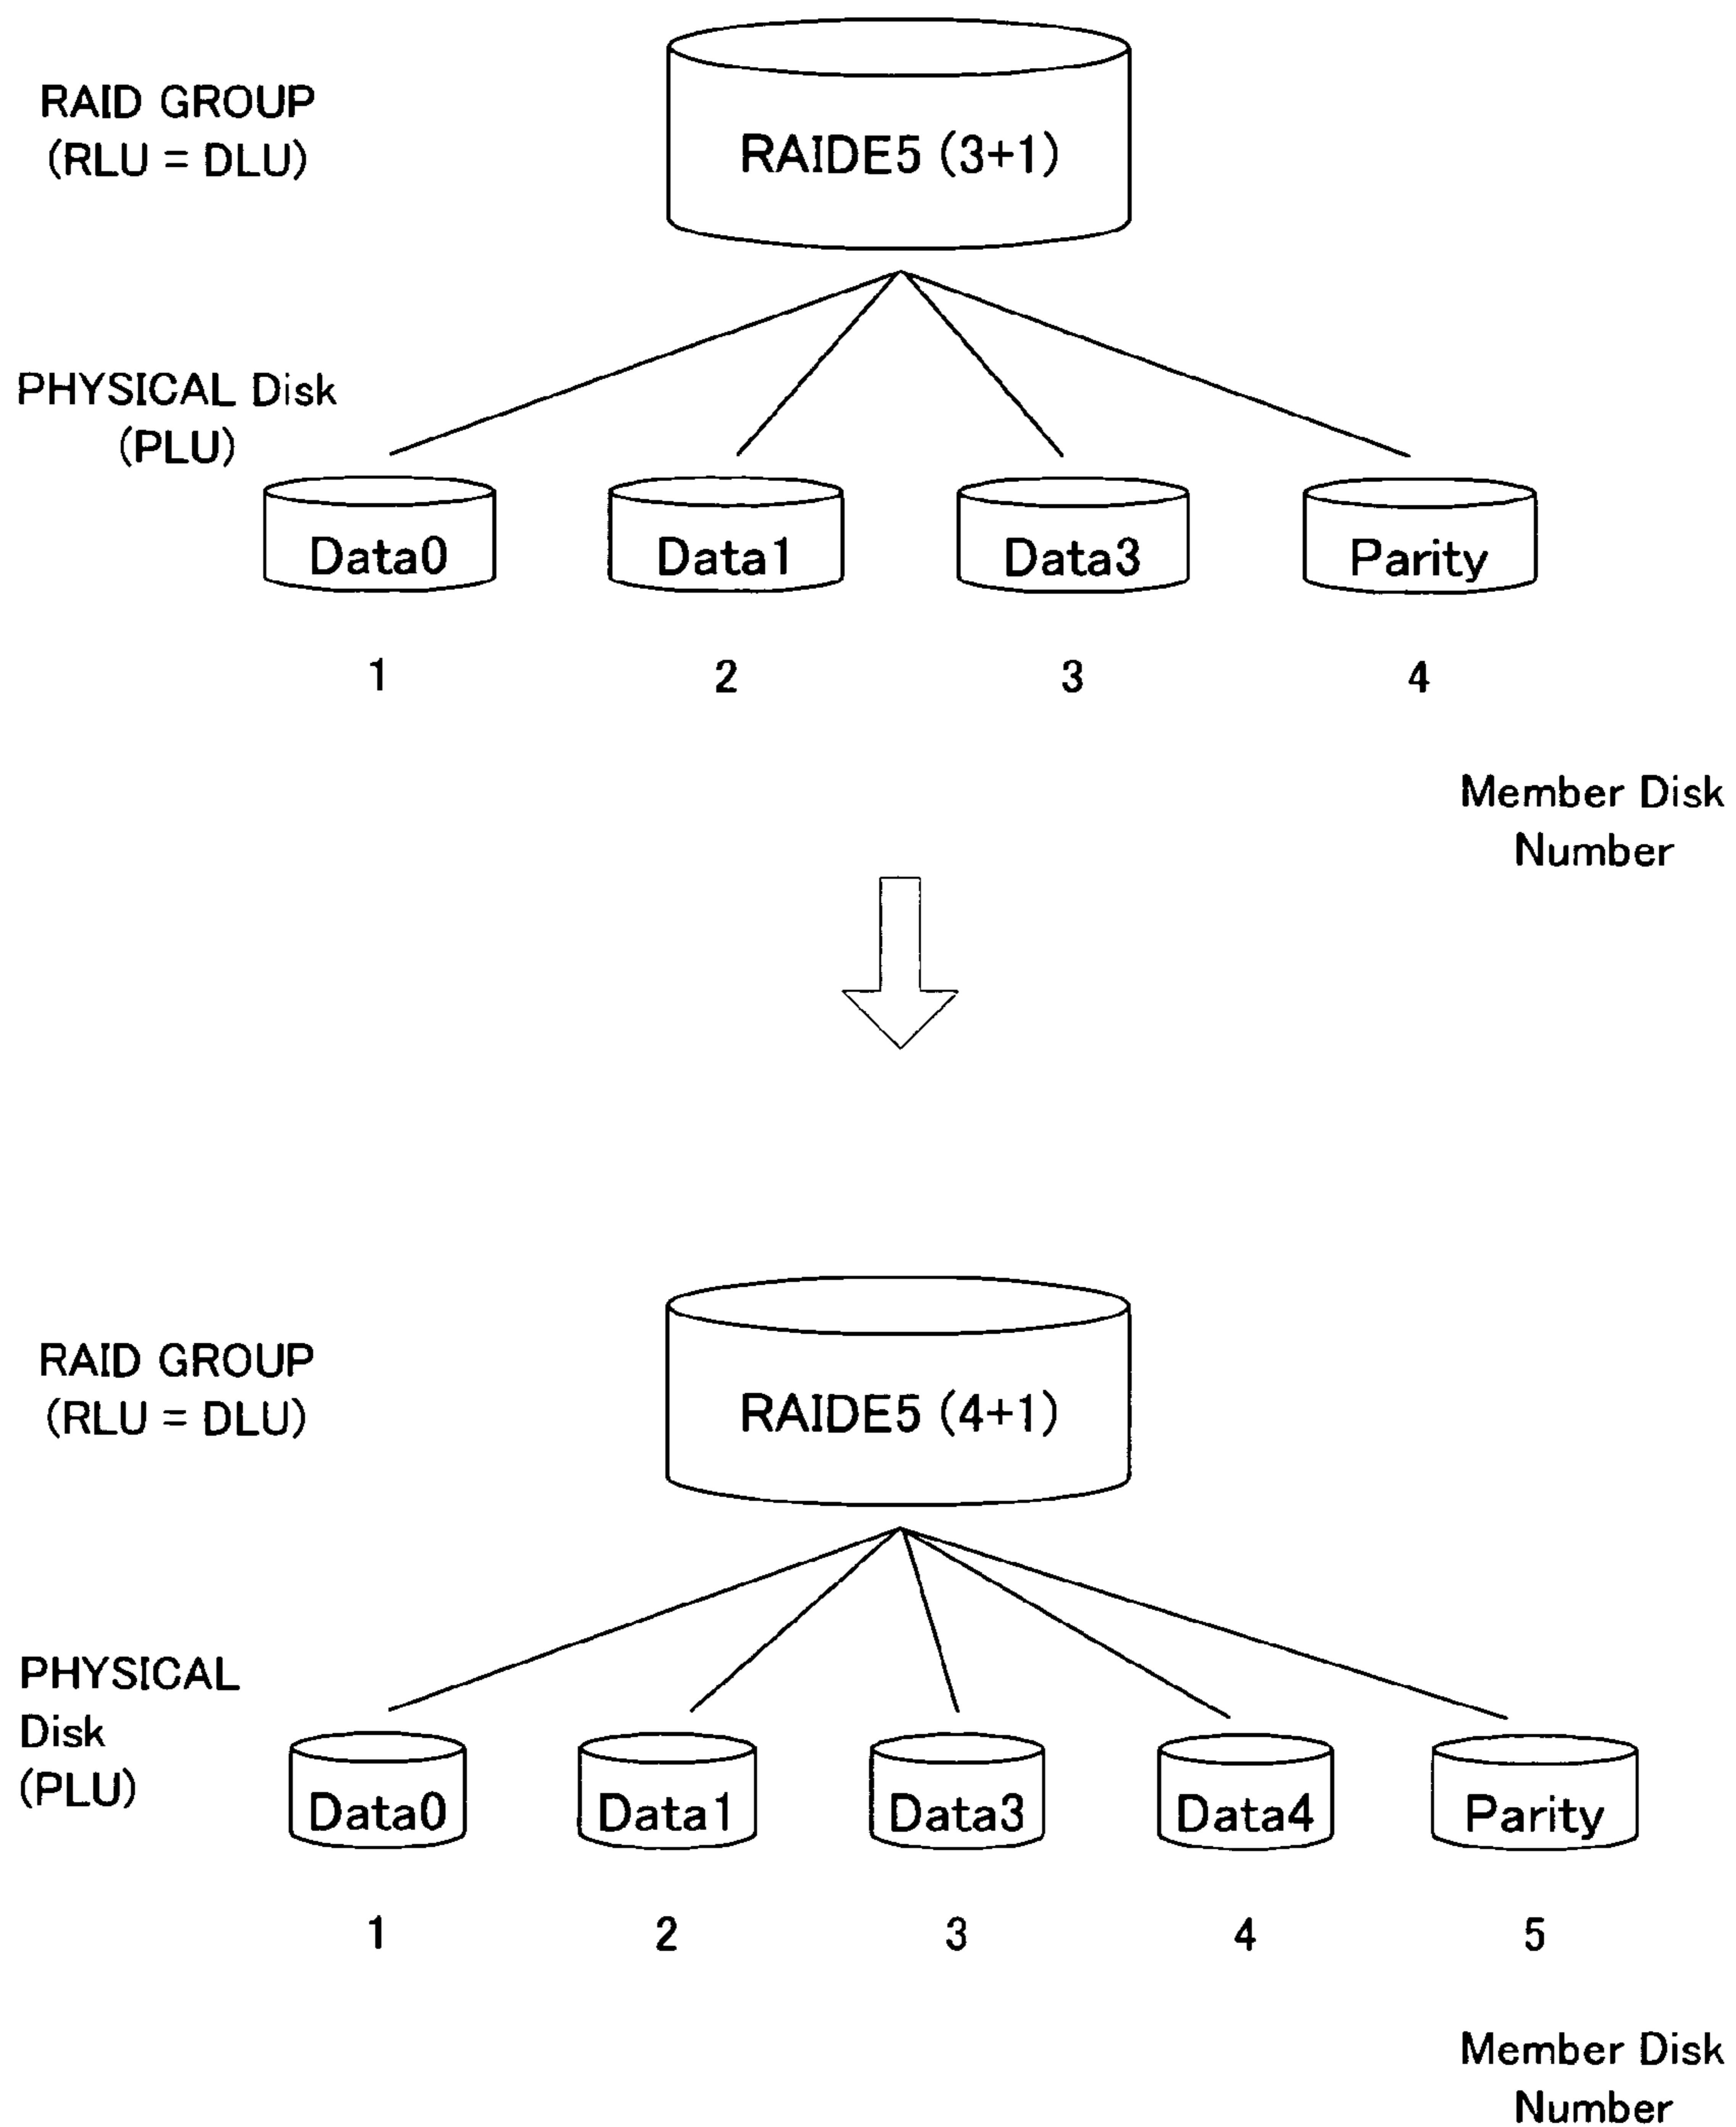 RAID GROUP
(RLU = DLU)
RAIDE5 (3+1)
PHYSICAL Disk
(PLU)
Data0 Data1 Data3 Parity
1 2 3 4
Member Disk
Number
RAID GROUP
(RLU = DLU)
RAIDE5 (4+1)
PHYSICAL
Disk
(PLU)
Data0 Data1 Data3 Data4 Parity
1 2 3 4 5
Member Disk
Number